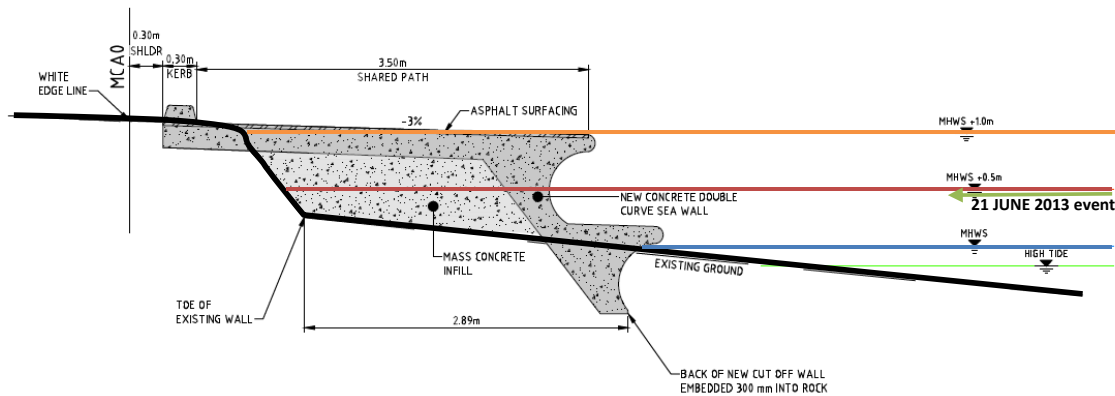 0.30m
SHLDR
MCA0
0.30m
KERB
3.50m
SHARED PATH
WHITE
EDGE LINE
ASPHALT SURFACING
-3%
MHWS +1.0m
MHWS +0.5m
21 JUNE 2013 event
NEW CONCRETE DOUBLE
CURVE SEA WALL
MHWS
HIGH TIDE
MASS CONCRETE
INFILL
EXISTING GROUND
TOE OF
EXISTING WALL
2.89m
BACK OF NEW CUT OFF WALL
EMBEDDED 300 mm INTO ROCK